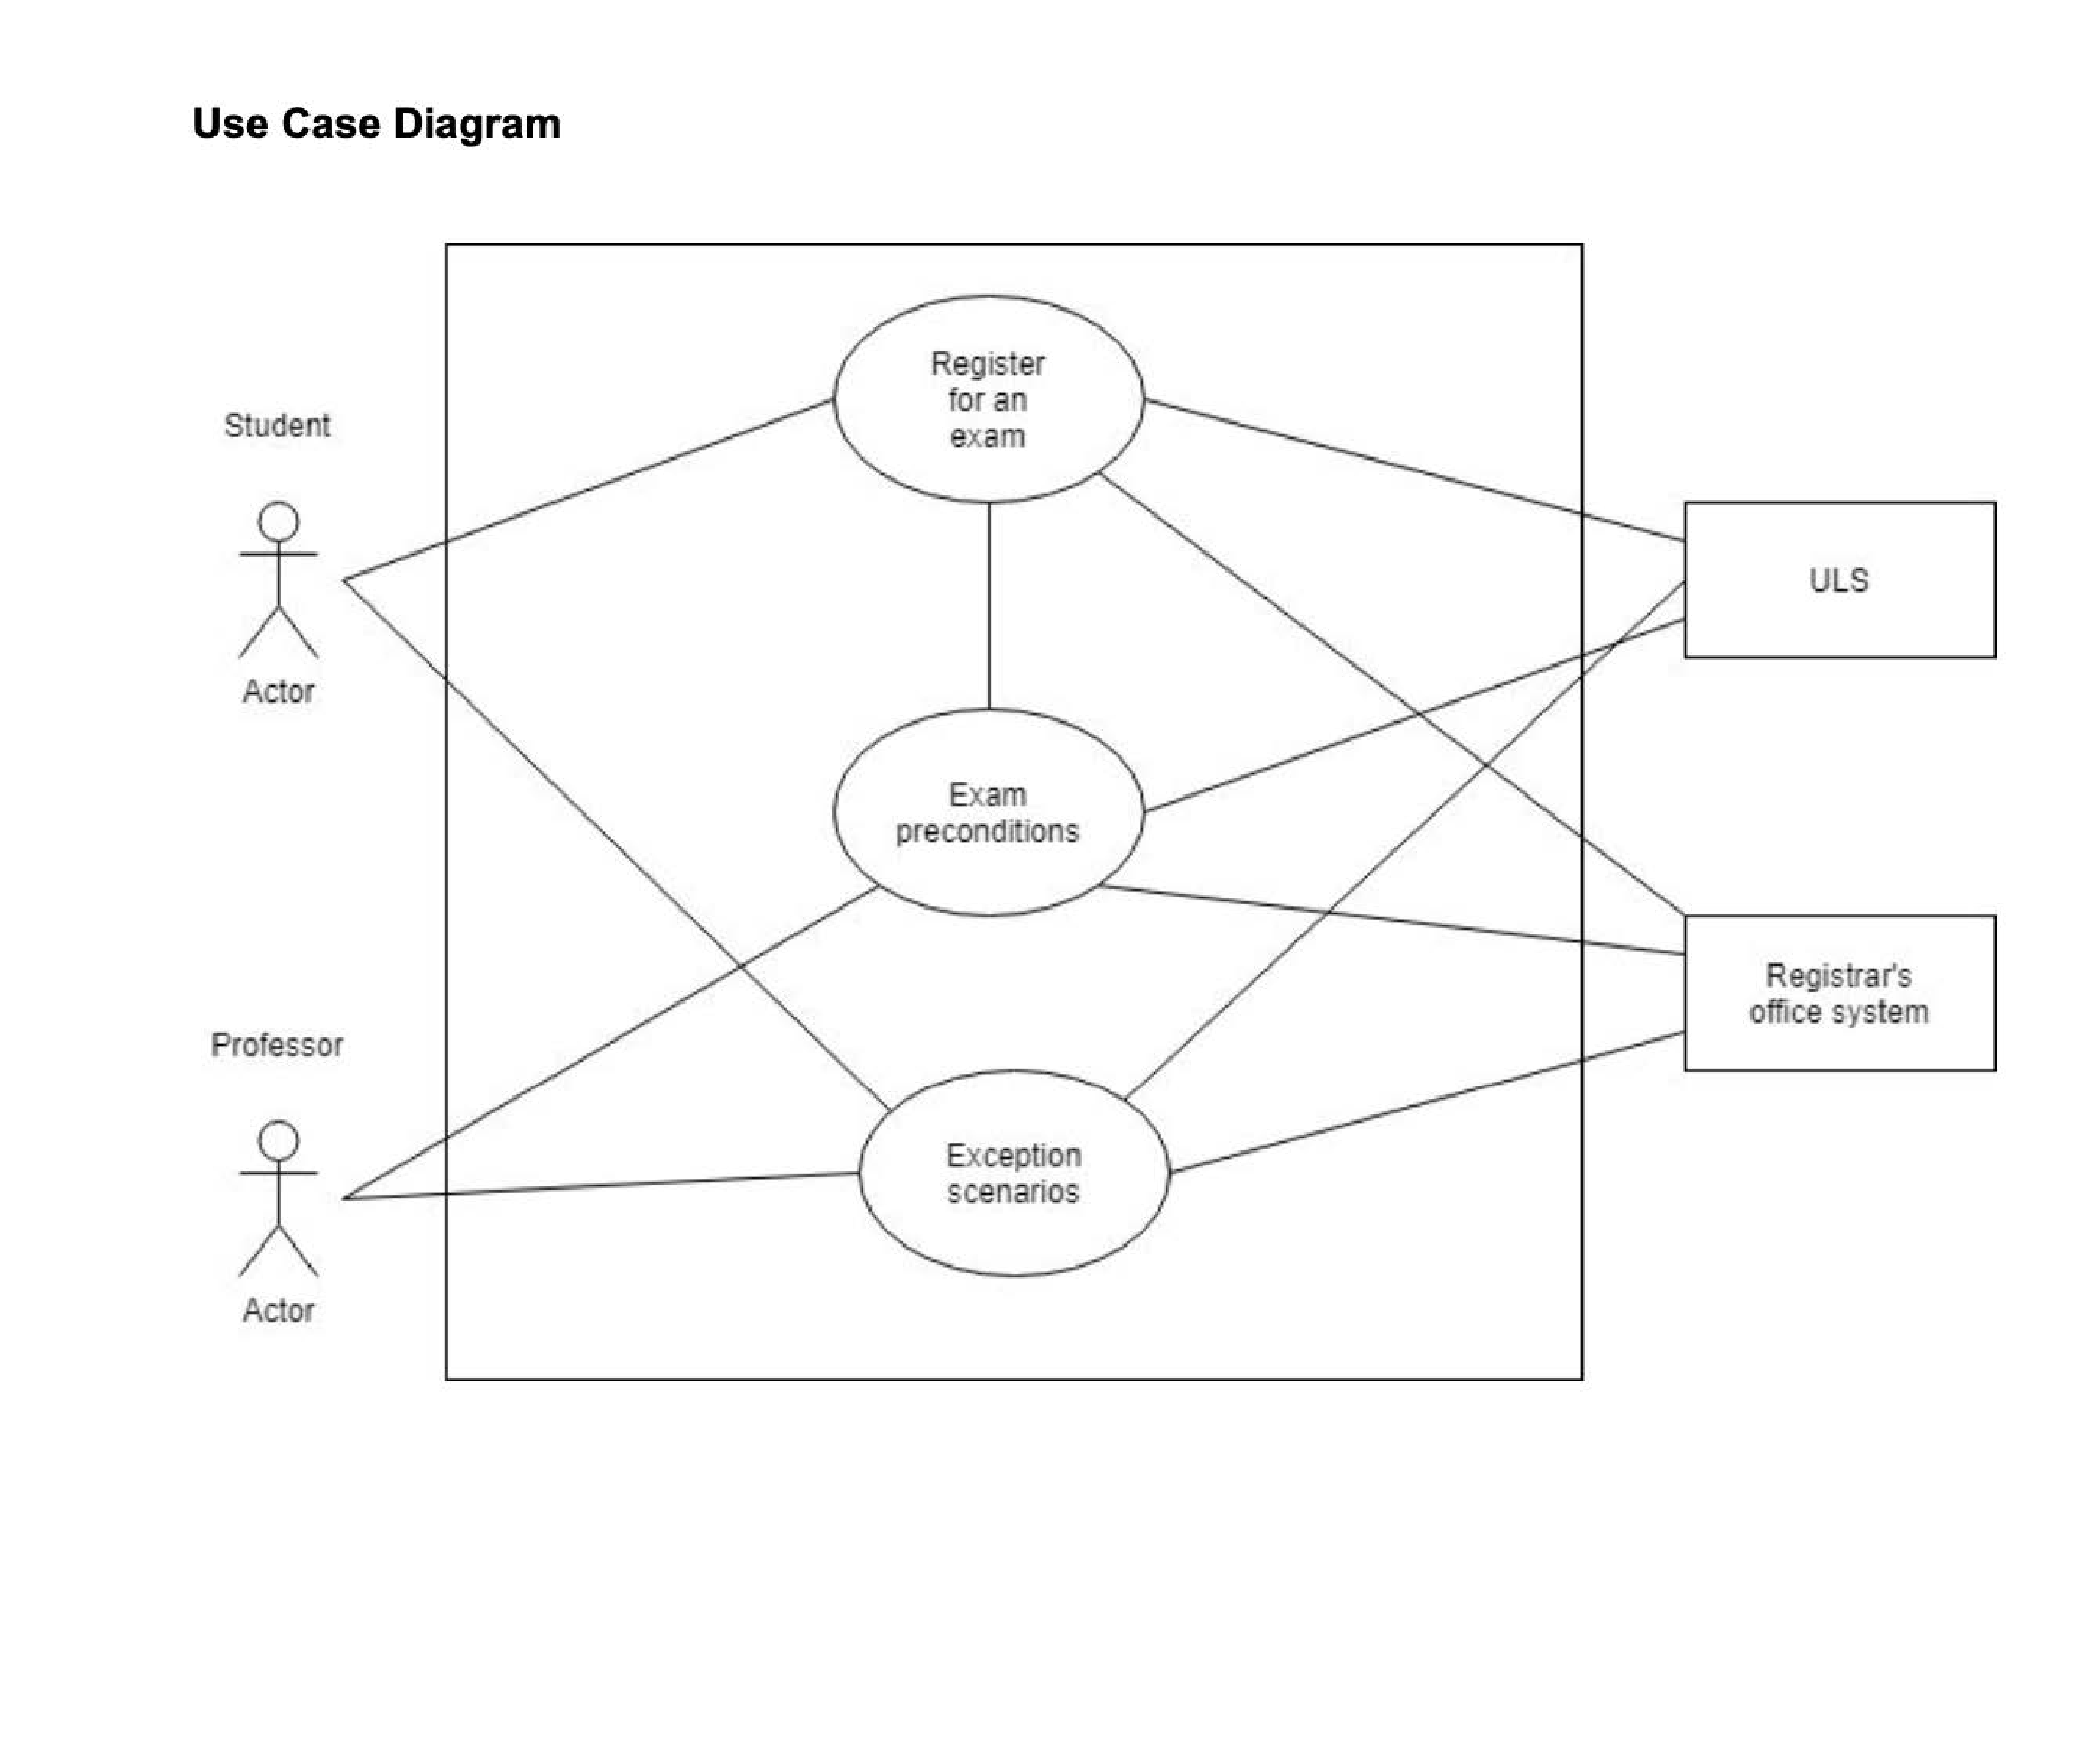 Use Case Diagram
Register
for an
exam
Student
Actor
ULS
Exam
preconditions
Registrar's
office system
Professor
Actor
Exception
scenarios